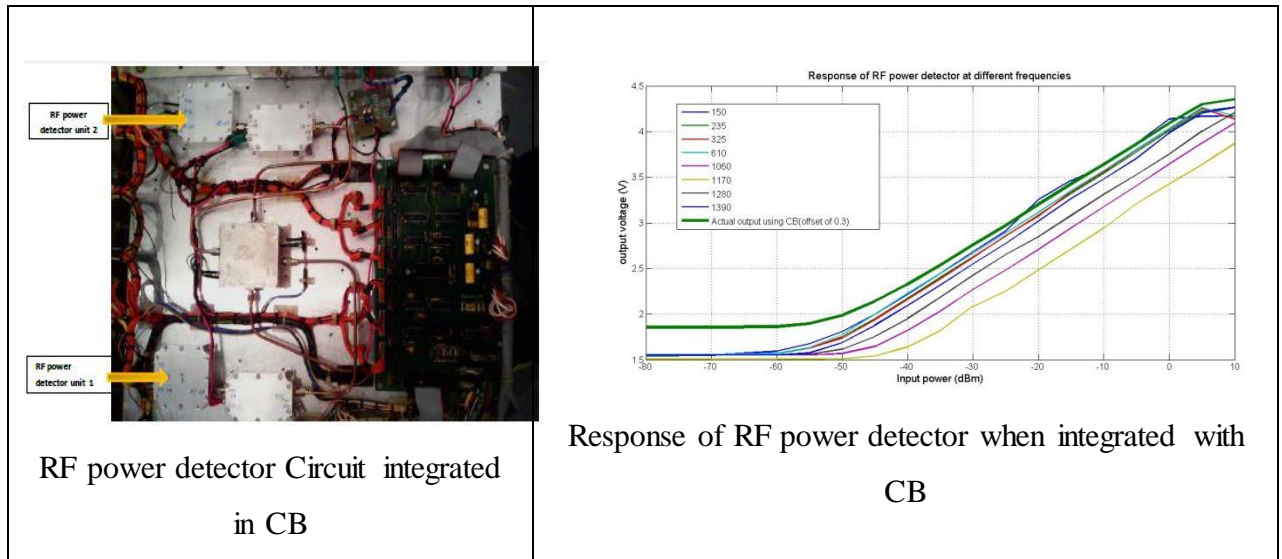 RF power
detector unit 2
RF power
detector unit 1
RF power detector Circuit integrated
in CB
Response of RF power detector at different frequencies
output voltage (V)
4.5
4
3.5
3
2.5
2
1.5
150
235
325
610
1060
1170
1280
1390
Actual output using CB(offset of 0.3)
-80 -70 -60 -50 -40 -30 -20 -10 0 10
Input power (dBm)
Response of RF power detector when integrated with
CB